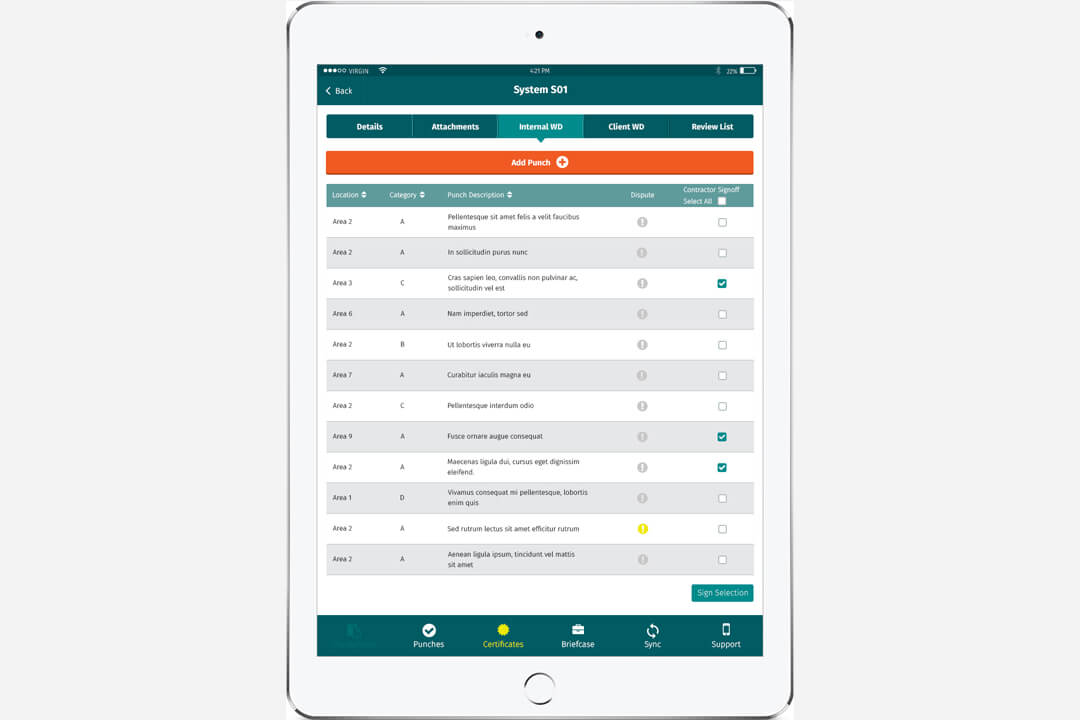 VIRGIN
4:21 PM
22%
Back
System S01
Details
Attachments
Internal WD
Client WD
Review List
Add Punch
Location
Category
Punch Description
Dispute
Contractor Signoff
Select All
Area 2 A Pellentesque sit amet felis a velit faucibus
maximus
Area 2 A In sollicitudin purus nunc
Area 3 C Cras sapien leo, convallis non pulvinar ac,
sollicitudin vel est
Area 6 A Nam imperdiet, tortor sed
Area 2 B Ut lobortis viverra nulla eu
Area 7 A Curabitur iaculis magna eu
Area 2 C Pellentesque interdum odio
Area 9 A Fusce ornare augue consequat
Area 2 A Maecenas ligula dui, cursus eget dignissim
eleifend.
Area 1 D Vivamus consequat mi pellentesque, lobortis
enim quis
Area 2 A Sed rutrum lectus sit amet efficitur rutrum
Area 2 A Aenean ligula ipsum, tincidunt vel mattis
sit amet
Sign Selection
Punches
Certificates
Briefcase
Sync
Support